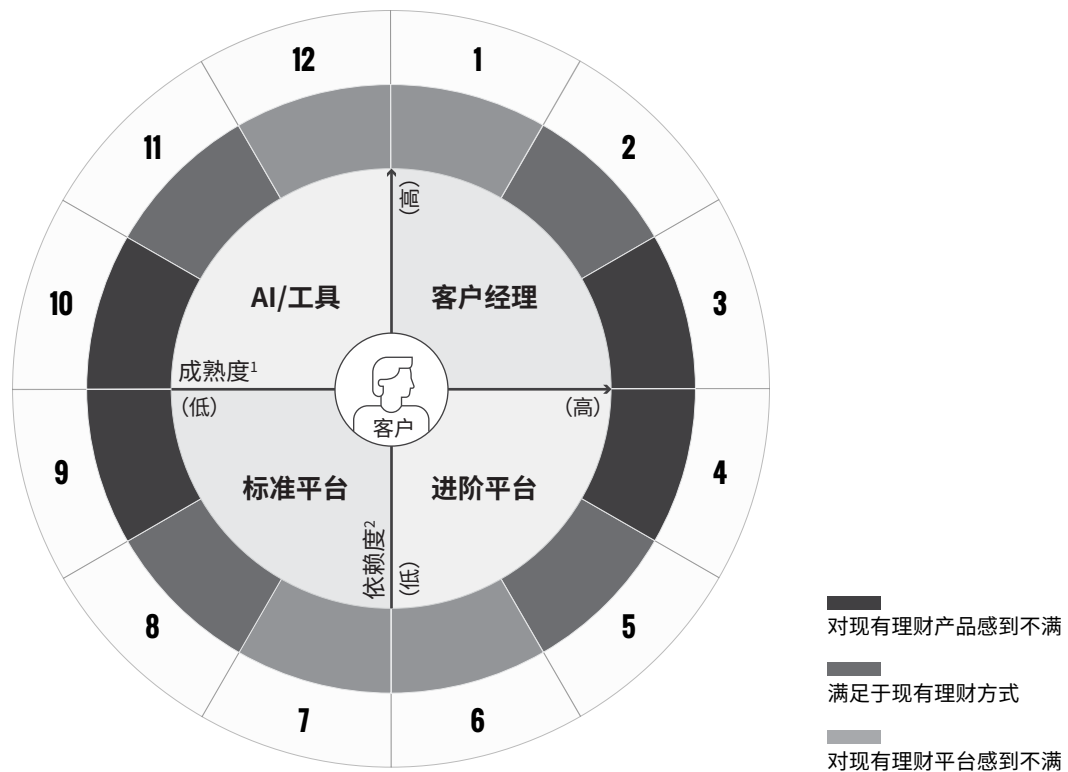 12
1
11
2
(高)
AI/工具
客户经理
10
3
成熟度1
(低)
(高)
客户
9
4
标准平台
进阶平台
依赖度2
(低)
8
5
7
6
对现有理财产品感到不满
满足于现有理财方式
对现有理财平台感到不满